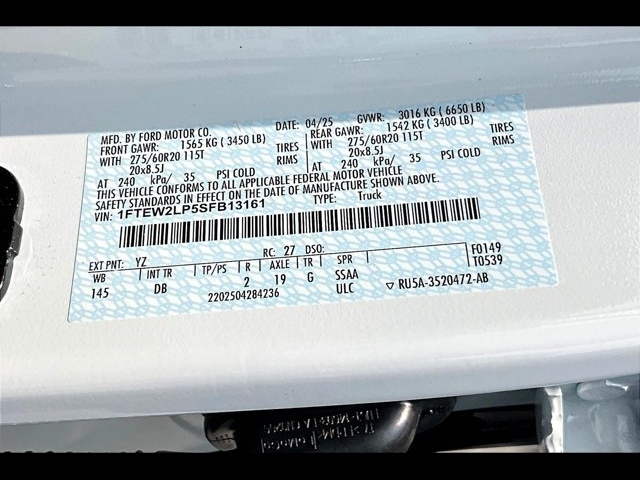 MFD. BY FORD MOTOR CO.
DATE: 04/25 GVWR: 3016 KG ( 6650 LB)
FRONT GAWR: 1565 KG ( 3450 LB) REAR GAWR: 1542 KG ( 3400 LB)
WITH 275/60R20 115T TIRES WITH 275/60R20 115T TIRES
20x8.5J RIMS 20x8.5J RIMS
AT 240 kPa/ 35 PSI COLD AT 240 kPa/ 35 PSI COLD
THIS VEHICLE CONFORMS TO ALL APPLICABLE FEDERAL MOTOR VEHICLE
SAFETY STANDARDS IN EFFECT ON THE DATE OF MANUFACTURE SHOWN ABOVE.
VIN: 1FTEW2LP5SFB13161 TYPE: Truck
EXT PNT: YZ RC: 27 DSO: F0149
WB INT TR TP/PS R AXLE TR SPR T0539
145 DB 2 19 G SSAA
ULC RU5A-3520472-AB
2202504284236